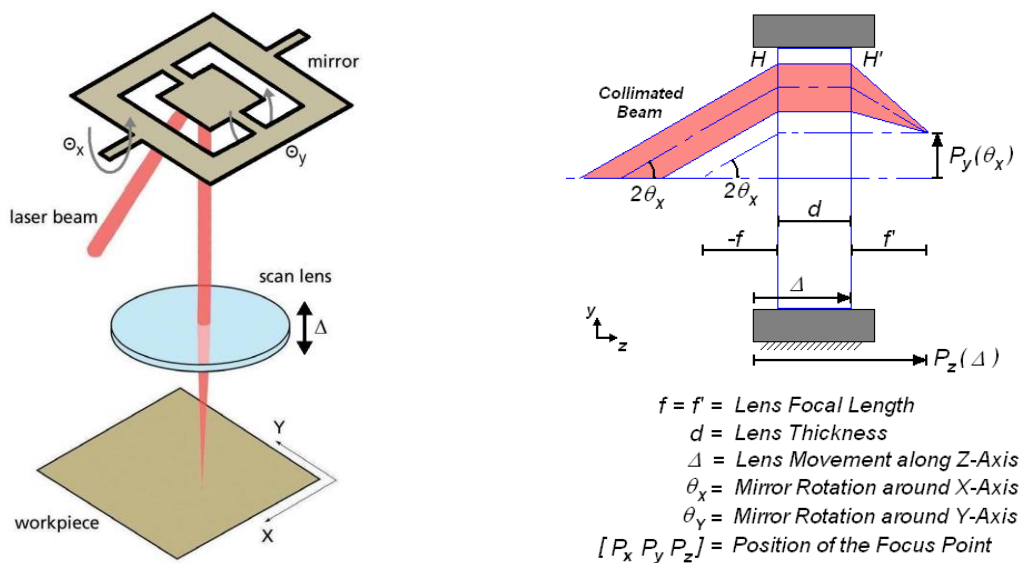 mirror
Θx
Θy
laser beam
scan lens
Δ
Y
X
workpiece
H H'
Collimated
Beam
2θx 2θx
Py(θx)
d
-f f'
Δ
y
z
Pz(Δ)
f = f' = Lens Focal Length
d = Lens Thickness
Δ = Lens Movement along Z-Axis
θx = Mirror Rotation around X-Axis
θY = Mirror Rotation around Y-Axis
[ Px Py Pz ] = Position of the Focus Point